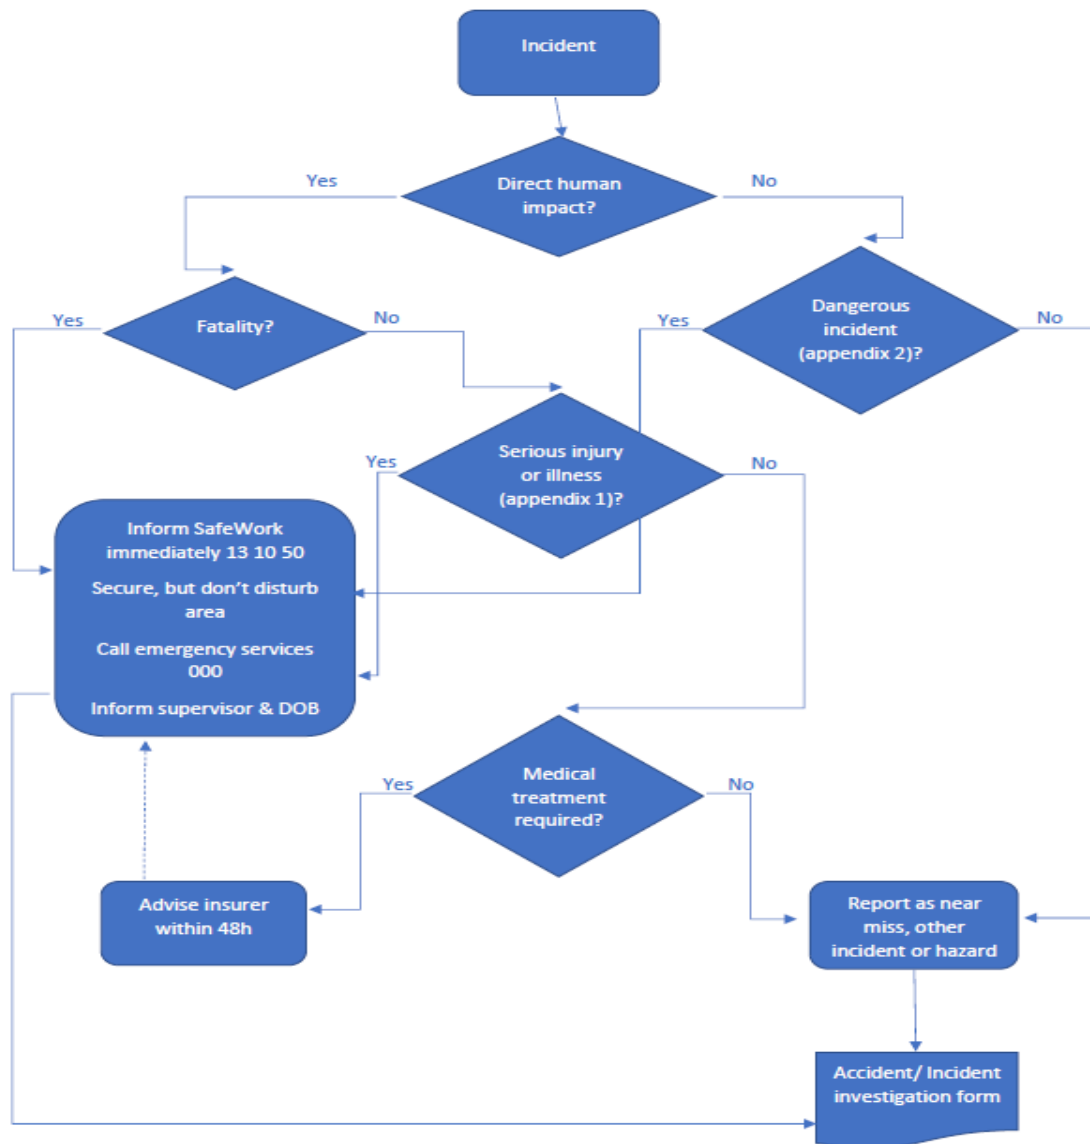 Incident
Yes
Direct human
impact?
No
Yes
Fatality?
No
Yes
Dangerous
incident
(appendix 2)?
No
Yes
Serious injury
or illness
(appendix 1)?
No
Inform SafeWork
immediately 13 10 50
Secure, but don't disturb
area
Call emergency services
000
Inform supervisor & DOB
Yes
Medical
treatment
required?
No
Advise insurer
within 48h
Report as near
miss, other
incident or hazard
Accident/ Incident
investigation form